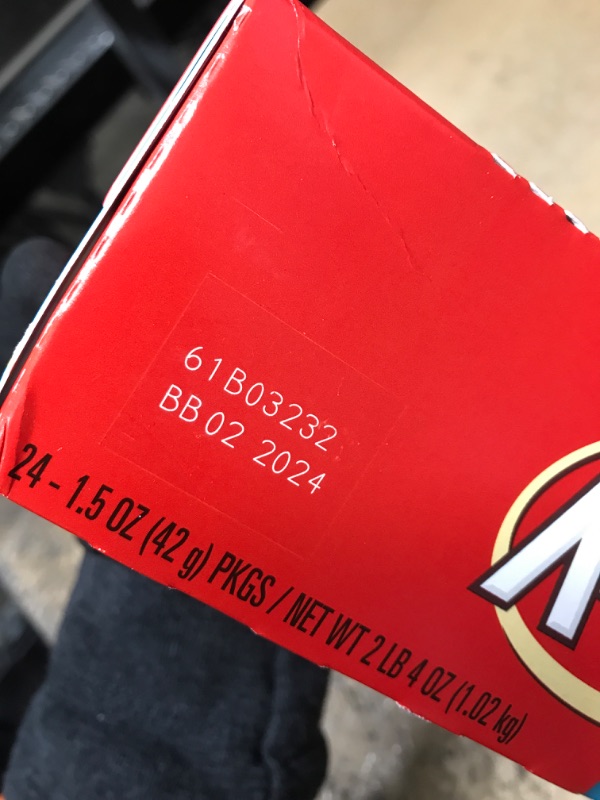 61B03232
BB 02 2024
24 - 1.5 OZ (42 g) PKGS / NET WT 2 LB 4 OZ (1.02 kg)